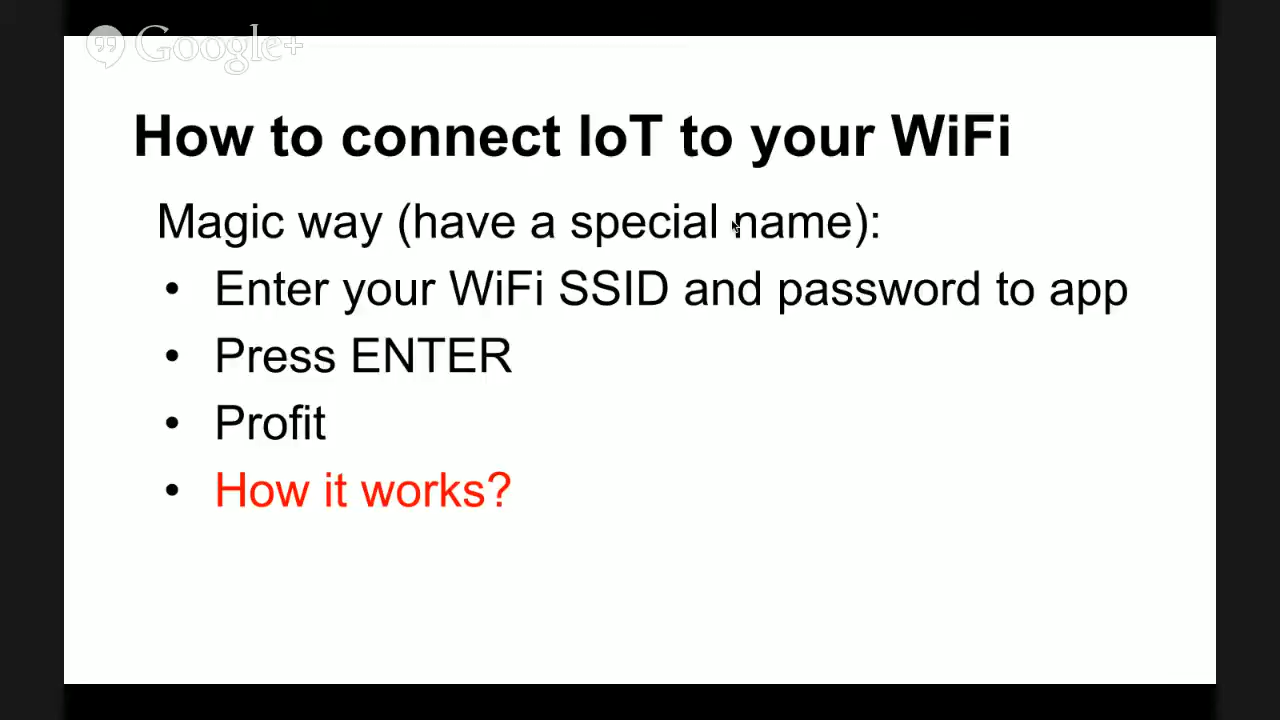 Google+
How to connect IoT to your WiFi
Magic way (have a special name):
• Enter your WiFi SSID and password to app
• Press ENTER
• Profit
• How it works?